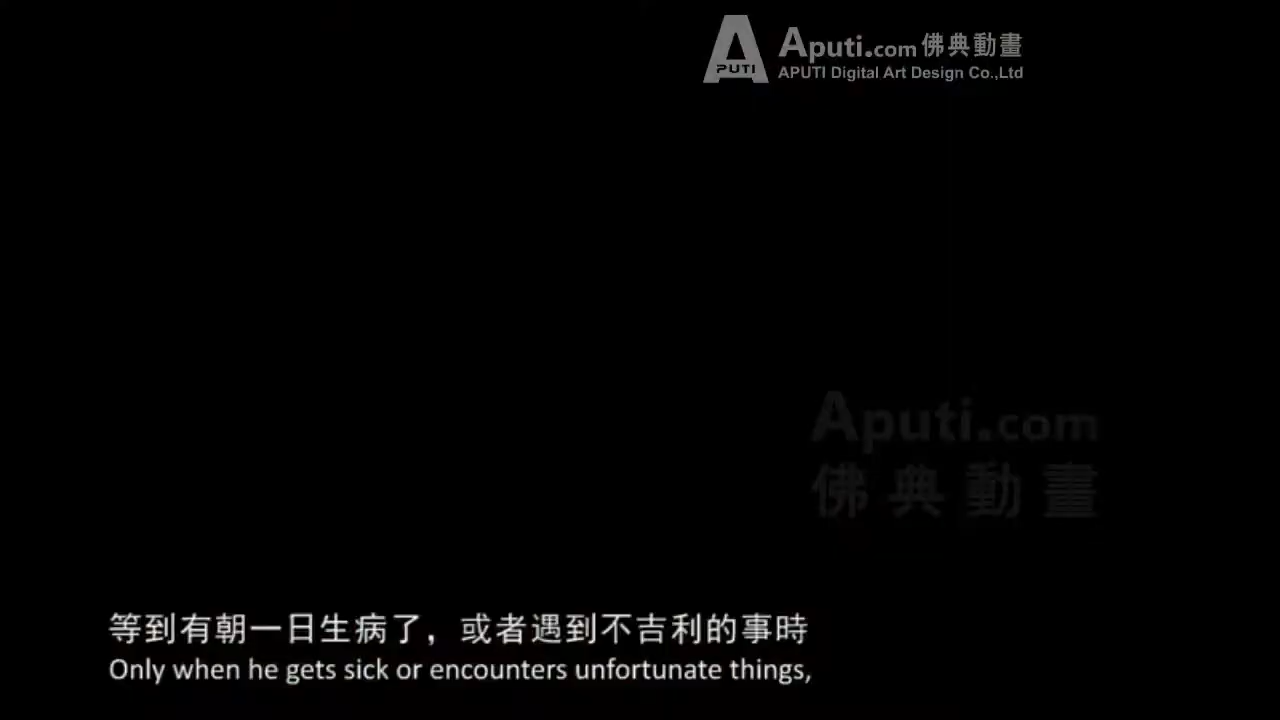 A PUTI
Aputi.com 佛典動畫
APUTI Digital Art Design Co.,Ltd
Aputi.com
佛典動畫
等到有朝一日生病了，或者遇到不吉利的事時
Only when he gets sick or encounters unfortunate things,